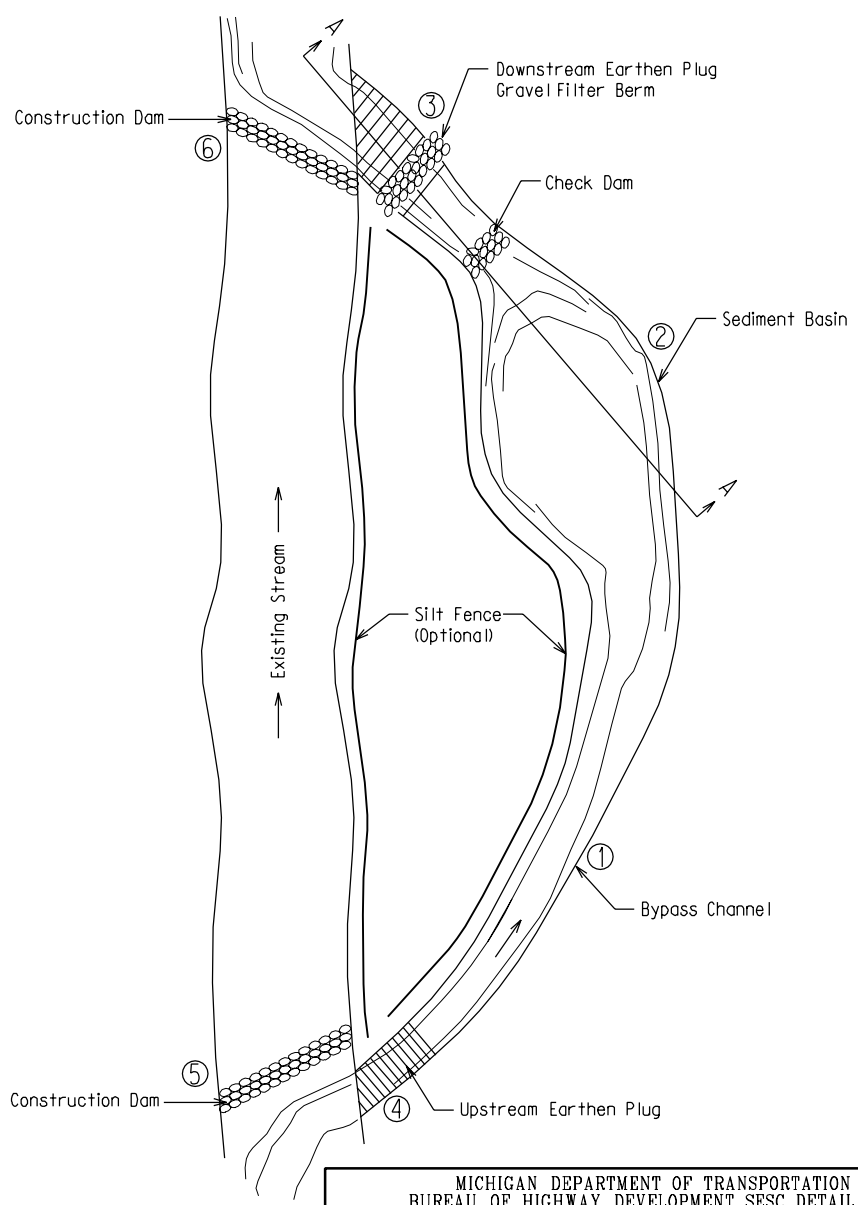 A
Downstream Earthen Plug
Gravel Filter Berm
③
Construction Dam
⑥
Check Dam
②
Sediment Basin
A
Existing Stream
Silt Fence
(Optional)
①
Bypass Channel
⑤
Construction Dam
④
Upstream Earthen Plug
MICHIGAN DEPARTMENT OF TRANSPORTATION
BUREAU OF HIGHWAY DEVELOPMENT SESC DETAIL